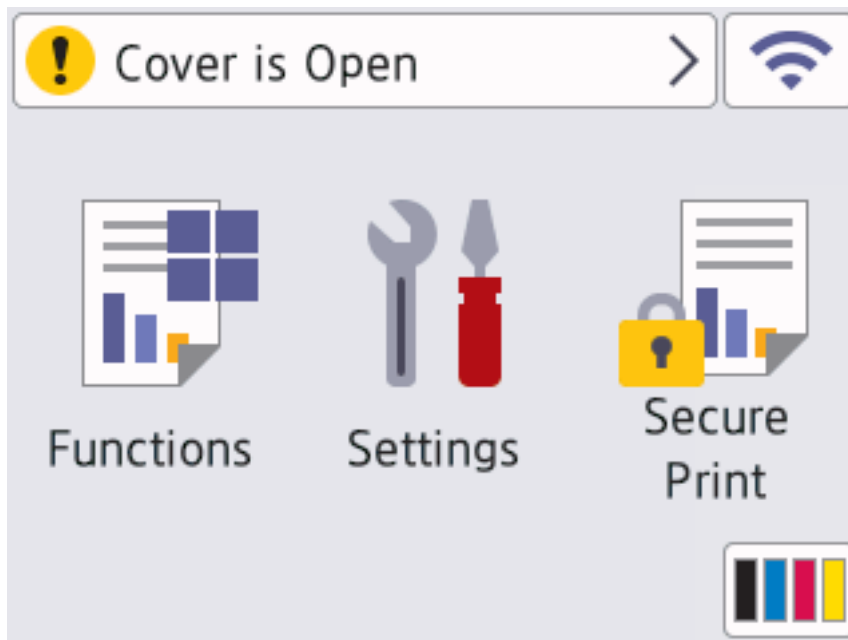 Cover is Open
Functions
Settings
Secure
Print